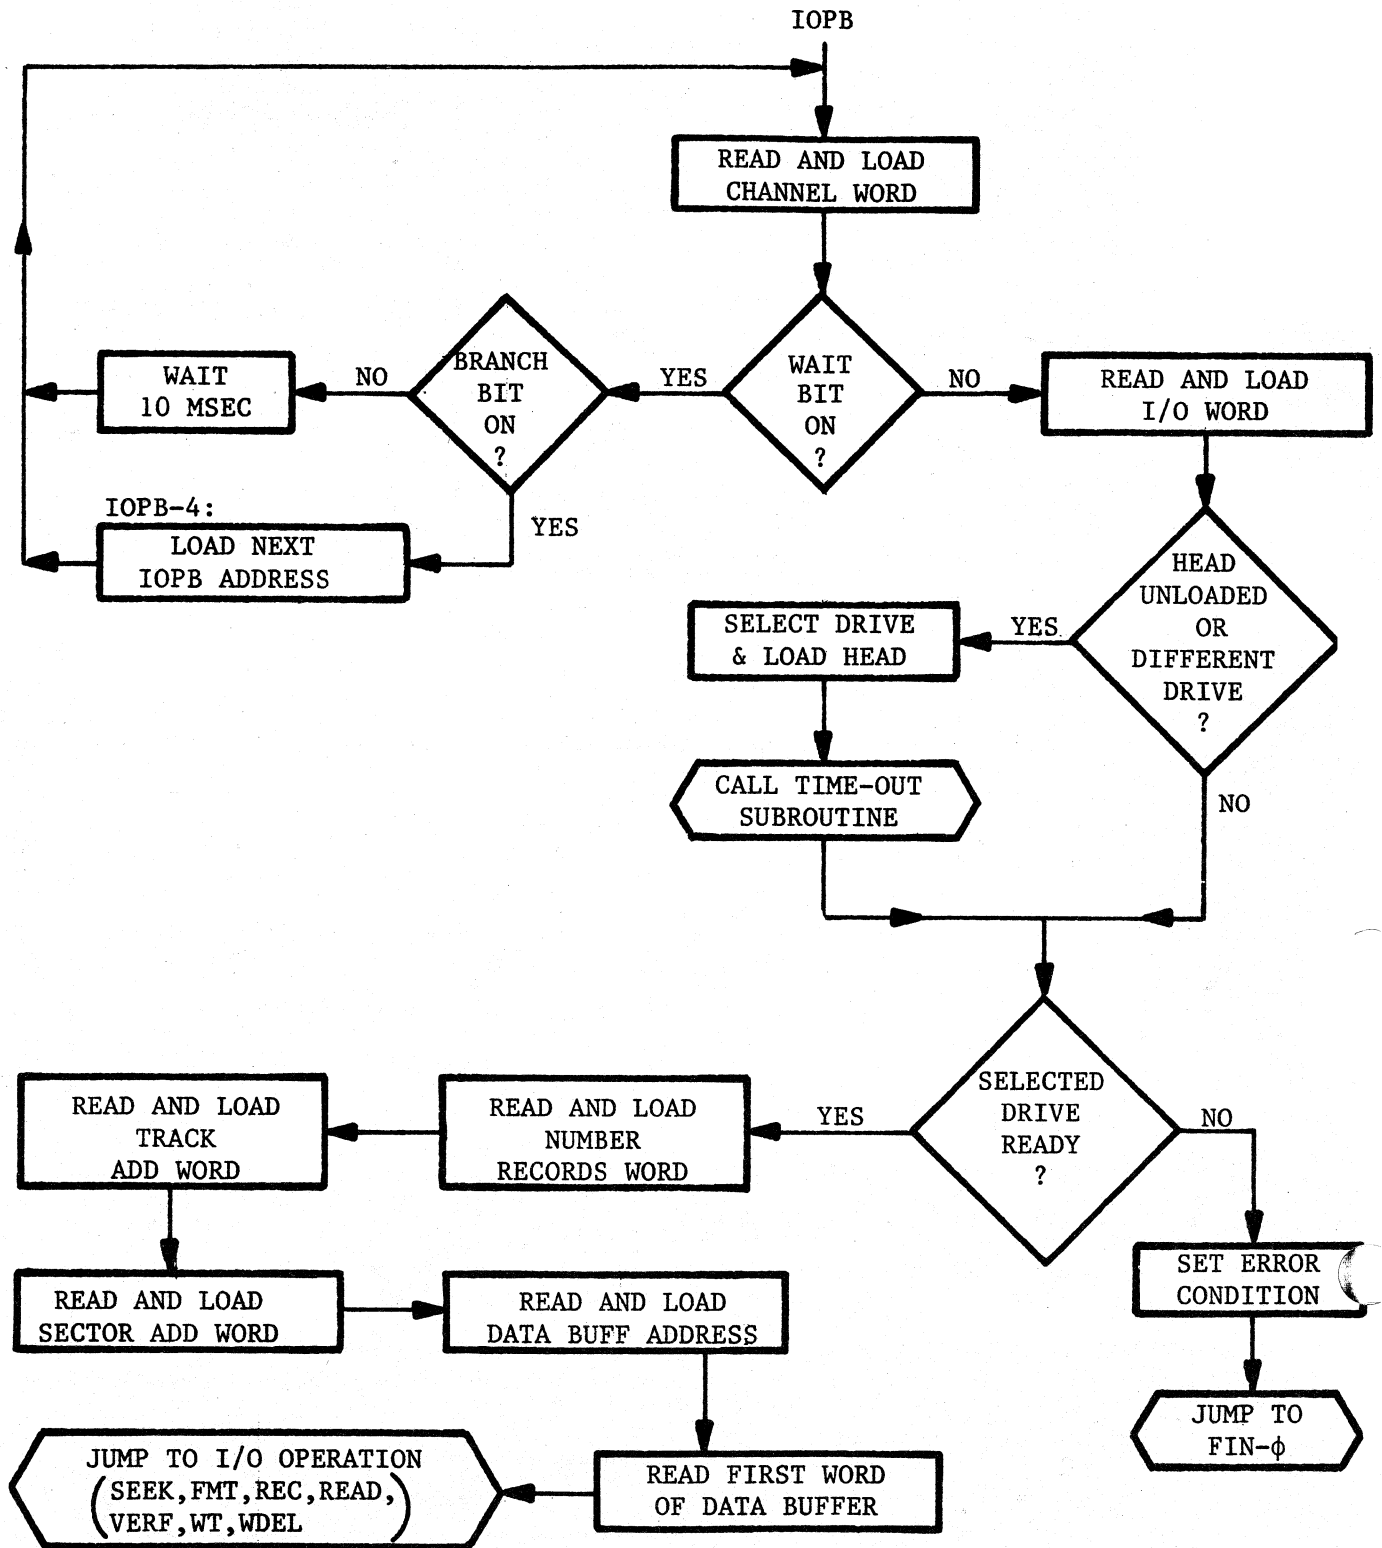 IOPB
READ AND LOAD
CHANNEL WORD
BRANCH
BIT
ON
?
WAIT
BIT
ON
?
WAIT
10 MSEC
NO
YES
NO
READ AND LOAD
I/O WORD
IOPB-4:
LOAD NEXT
IOPB ADDRESS
YES
HEAD
UNLOADED
OR
DIFFERENT
DRIVE
?
SELECT DRIVE
& LOAD HEAD
YES
CALL TIME-OUT
SUBROUTINE
NO
SELECTED
DRIVE
READY
?
READ AND LOAD
TRACK
ADD WORD
READ AND LOAD
NUMBER
RECORDS WORD
YES
NO
READ AND LOAD
SECTOR ADD WORD
READ AND LOAD
DATA BUFF ADDRESS
SET ERROR
CONDITION
JUMP TO
FIN-ϕ
JUMP TO I/O OPERATION
(SEEK,FMT,REC,READ,
VERF,WT,WDEL)
READ FIRST WORD
OF DATA BUFFER